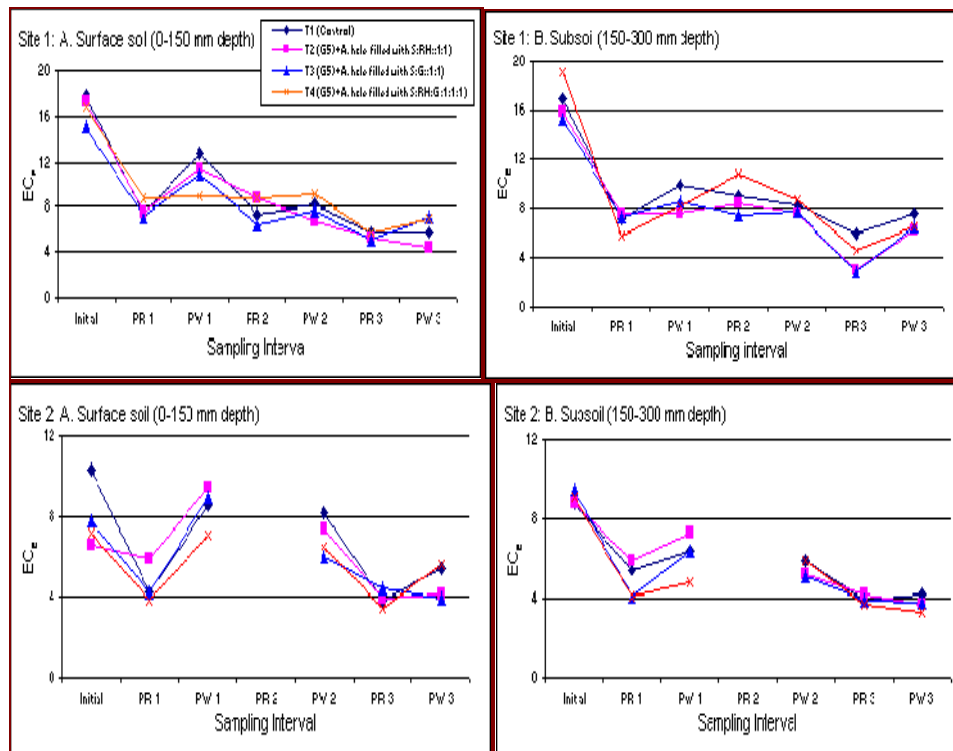 Site 1: A. Surface soil (0-150 mm depth)
T1 (Control)
T2 (G5)+A. hole filled with S:RH::1:1
T3 (G5)+A. hole filled with S:G::1:1
T4 (G5)+A. hole filled with S:RH:G:1:1:1
20
16
12
8
4
0
ECe
Initial PR 1 PW 1 PR 2 PW 2 PR 3 PW 3
Sampling Interval
Site 1: B. Subsoil (150-300 mm depth)
20
16
12
8
4
0
ECe
Initial PR 1 PW 1 PR 2 PW 2 PR 3 PW 3
Sampling interval
Site 2: A. Surface soil (0-150 mm depth)
12
8
4
0
ECe
Initial PR 1 PW 1 PR 2 PW 2 PR 3 PW 3
Sampling Interval
Site 2: B. Subsoil (150-300 mm depth)
12
8
4
0
ECe
Initial PR 1 PW 1 PR 2 PW 2 PR 3 PW 3
Sampling Interval